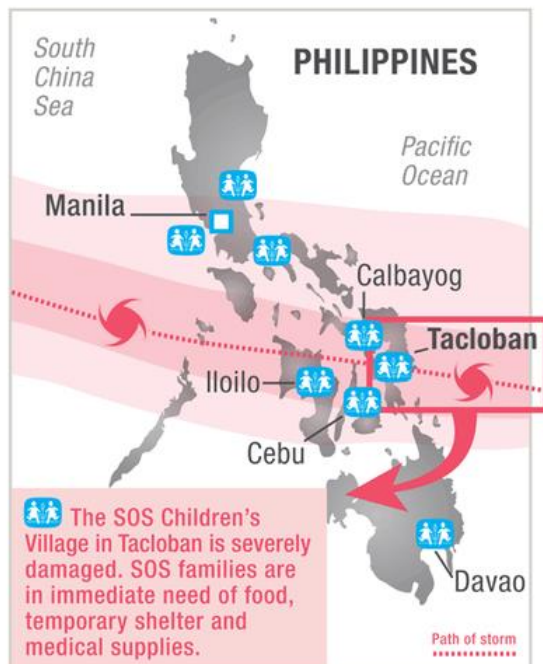 South
China
Sea
PHILIPPINES
Pacific
Ocean
Manila
Calbayog
Tacloban
Iloilo
Cebu
The SOS Children's
Village in Tacloban is severely
damaged. SOS families are
in immediate need of food,
temporary shelter and
medical supplies.
Davao
Path of storm